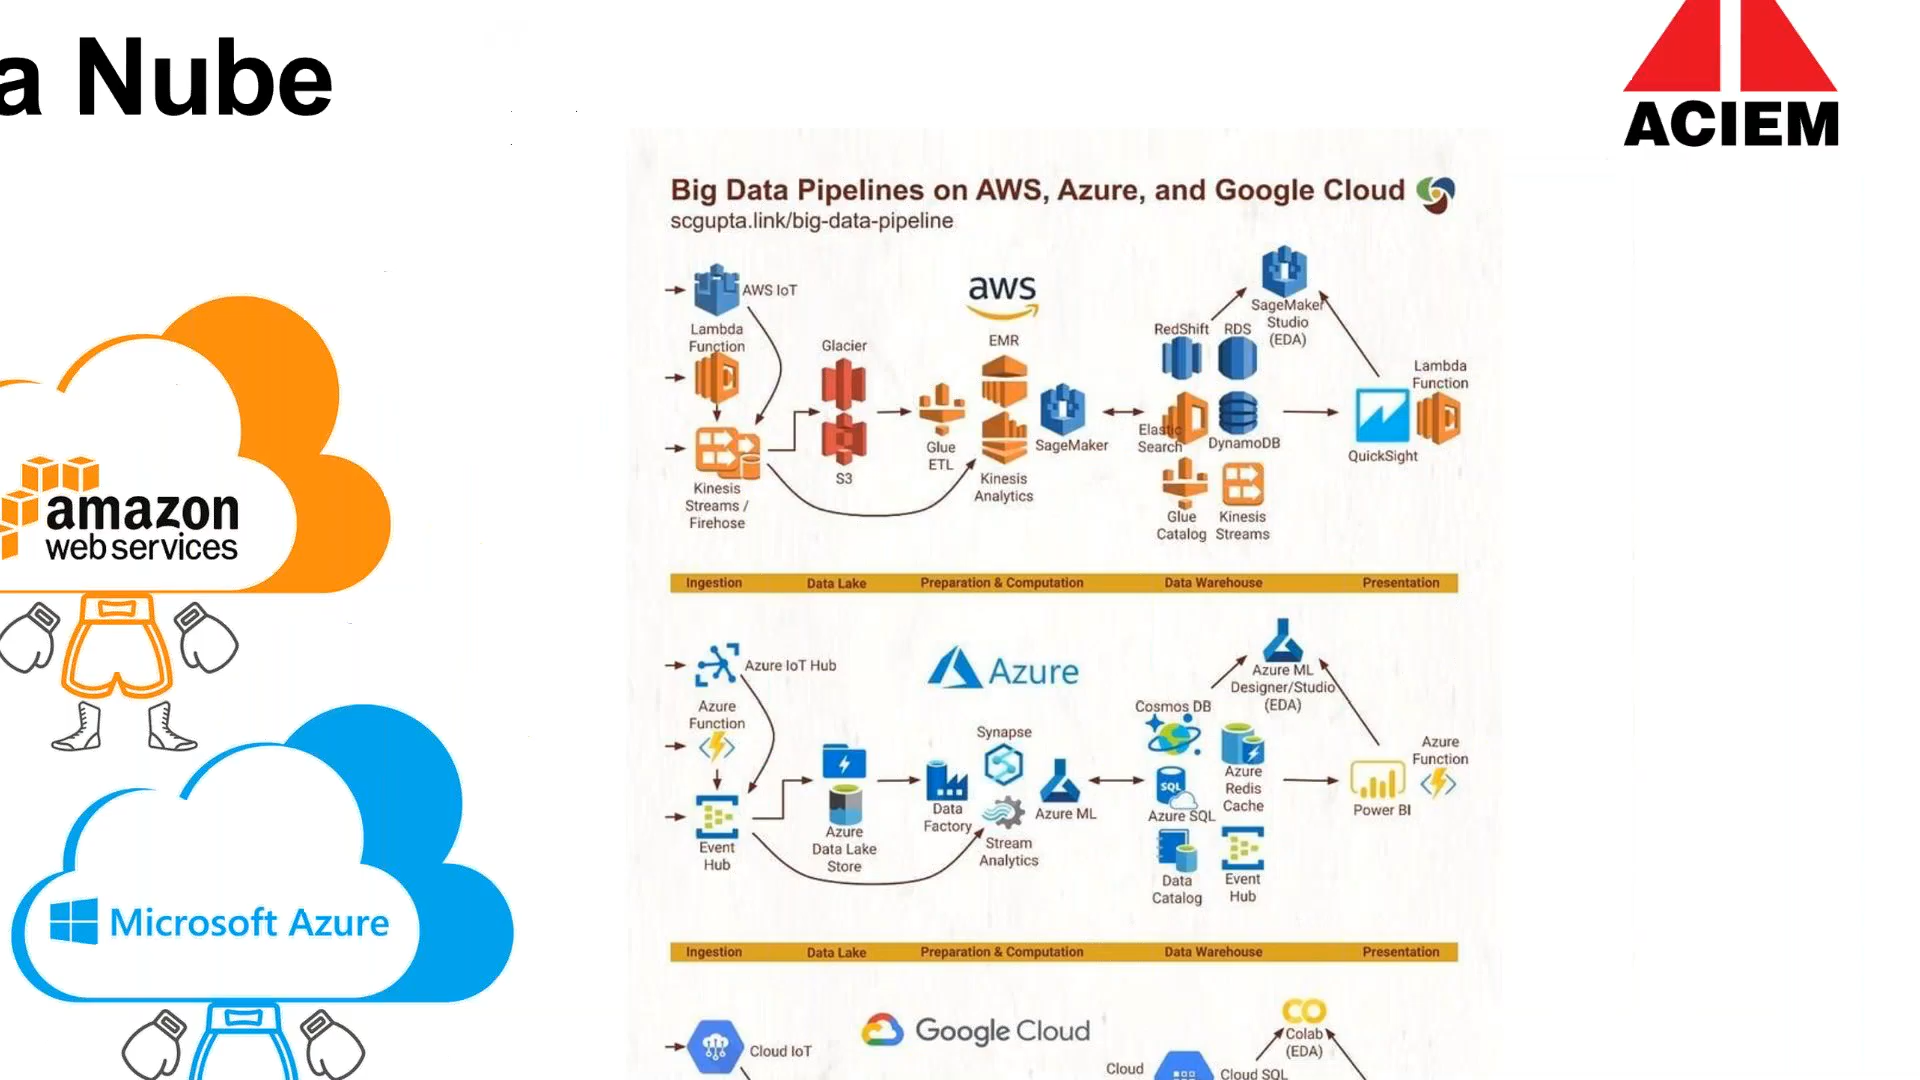 a Nube
ACIEM
amazon
web services
Microsoft Azure
Big Data Pipelines on AWS, Azure, and Google Cloud
scgupta.link/big-data-pipeline
AWS IoT
Lambda
Function
Kinesis
Streams /
Firehose
Glacier
S3
aws
EMR
Glue
ETL
Kinesis
Analytics
SageMaker
RedShift
RDS
SageMaker
Studio
(EDA)
Elastic
Search
DynamoDB
Glue
Catalog
Kinesis
Streams
Lambda
Function
QuickSight
Ingestion
Data Lake
Preparation & Computation
Data Warehouse
Presentation
Azure IoT Hub
Azure
Function
Event
Hub
Azure
Data Lake
Store
Azure
Synapse
Data
Factory
Stream
Analytics
Azure ML
Azure ML
Designer/Studio
(EDA)
Cosmos DB
SQL
Azure SQL
Azure
Redis
Cache
Data
Catalog
Event
Hub
Azure
Function
Power BI
Ingestion
Data Lake
Preparation & Computation
Data Warehouse
Presentation
Cloud IoT
Google Cloud
Colab
(EDA)
Cloud
Cloud SQL